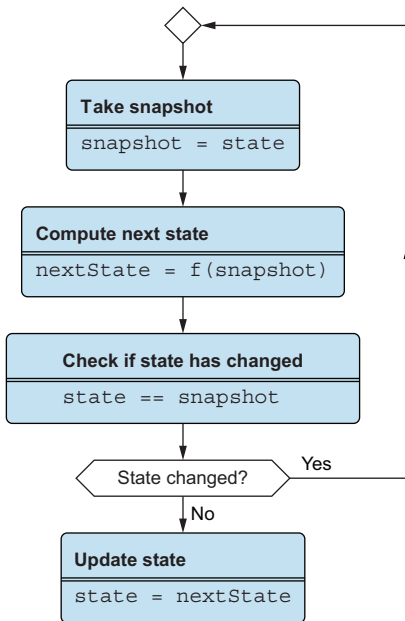 Take snapshot
snapshot = state
Compute next state
nextState = f(snapshot)
Check if state has changed
state == snapshot
State changed?
Yes
No
Update state
state = nextState